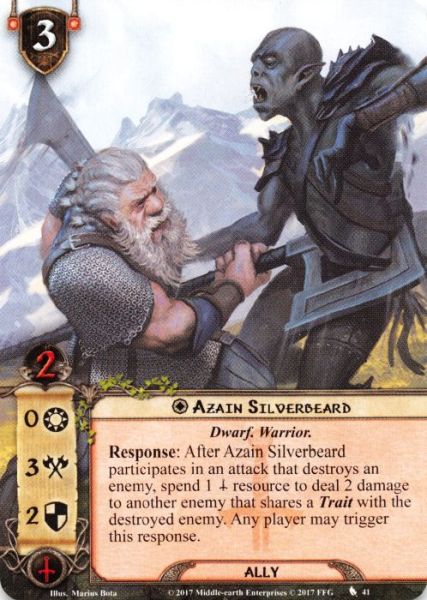 3
2
0
3
2
Azain Silverbeard
Dwarf. Warrior.
Response: After Azain Silverbeard
participates in an attack that destroys an
enemy, spend 1 resource to deal 2 damage
to another enemy that shares a Trait with the
destroyed enemy. Any player may trigger
this response.
ALLY
Illus. Marius Bota © 2017 Middle-earth Enterprises © 2017 FFG 41